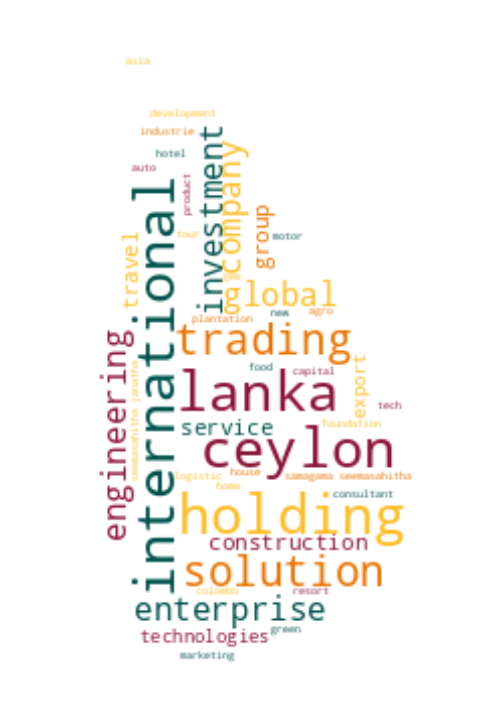 asia
development
industrie
investment
company
hotel
auto
product
international
group
tour
motor
travel
global
new
agro
plantation
trading
engineering
export
food
capital
lanka
seemasahitha janatha
tech
service
foundation
ceylon
logistic
house
samagama seemasahitha
home
consultant
holding
construction
solution
colombo
resort
enterprise
green
technologies
marketing